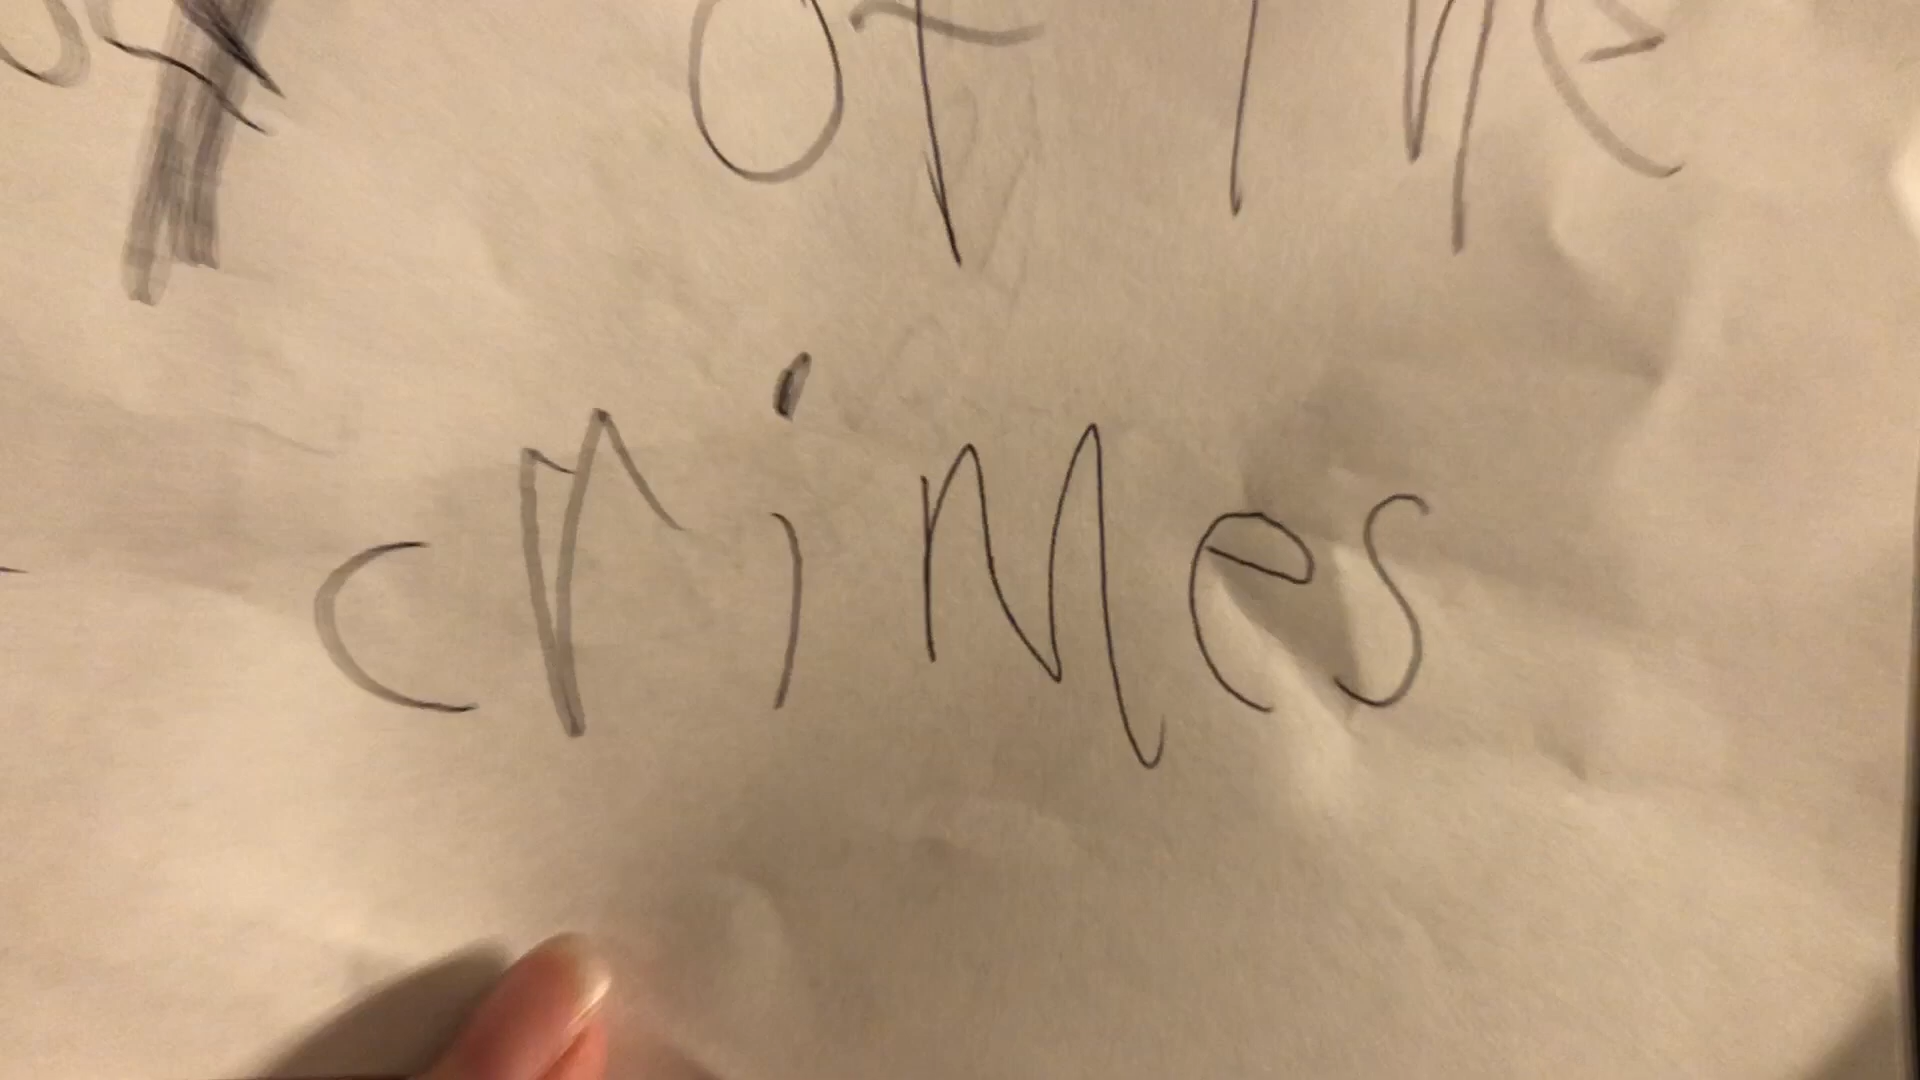 of the
crimes